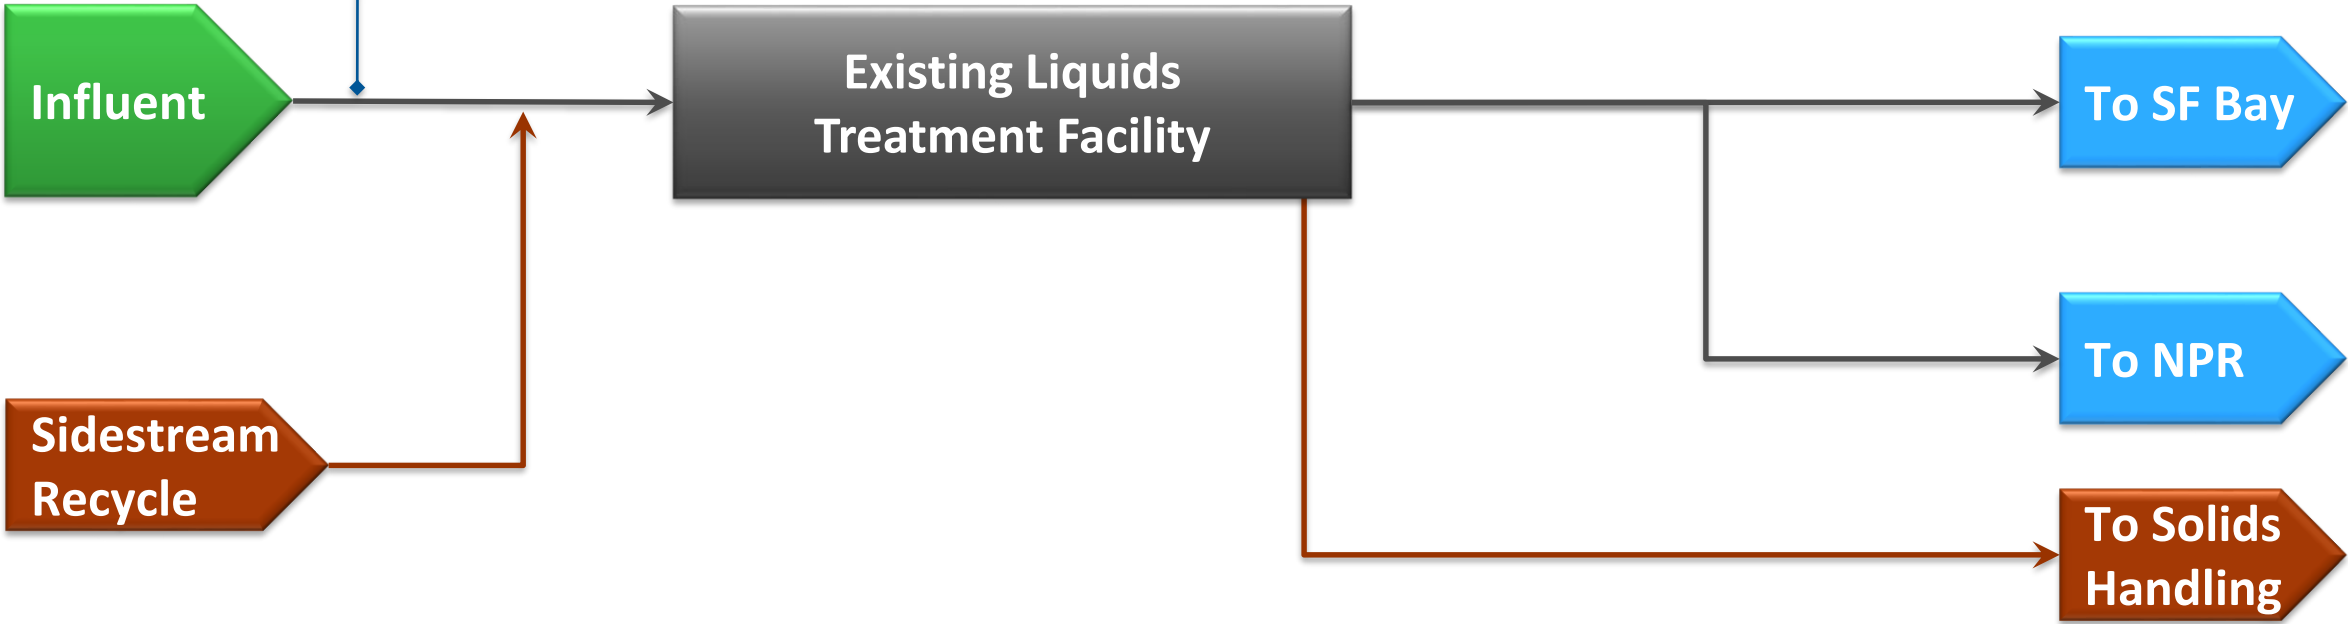 Influent
Existing Liquids
Treatment Facility
To SF Bay
To NPR
Sidestream
Recycle
To Solids
Handling